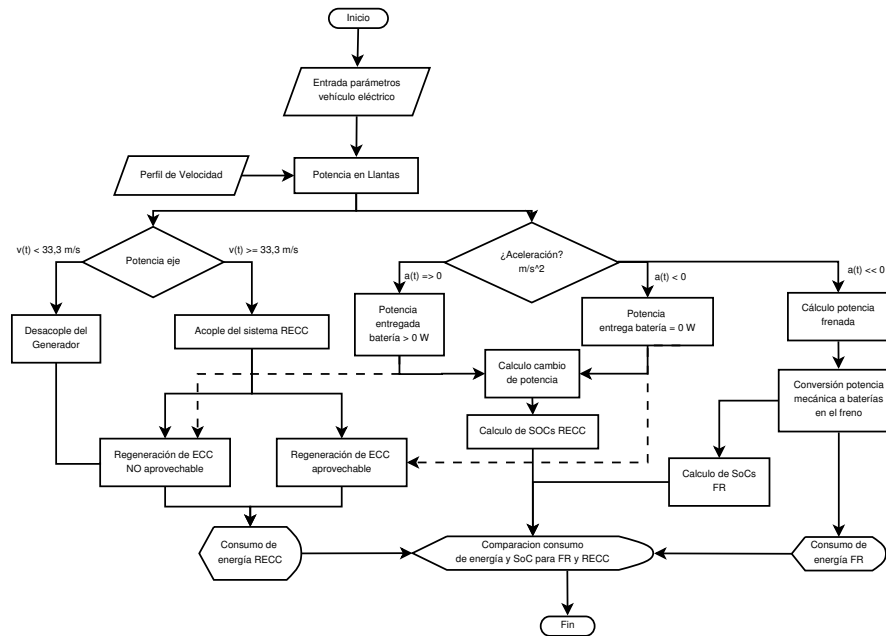 Inicio
Entrada parámetros
vehículo eléctrico
Perfil de Velocidad
Potencia en Llantas
v(t) < 33,3 m/s
v(t) >= 33,3 m/s
Potencia eje
¿Aceleración?
m/s^2
a(t) => 0
a(t) < 0
a(t) << 0
Desacople del
Generador
Acople del sistema RECC
Potencia
entregada
batería > 0 W
Potencia
entrega batería = 0 W
Cálculo potencia
frenada
Calculo cambio
de potencia
Conversión potencia
mecánica a baterías
en el freno
Calculo de SOCs RECC
Regeneración de ECC
NO aprovechable
Regeneración de ECC
aprovechable
Calculo de SoCs
FR
Consumo de
energía RECC
Comparacion consumo
de energía y SoC para FR y RECC
Consumo de
energía FR
Fin